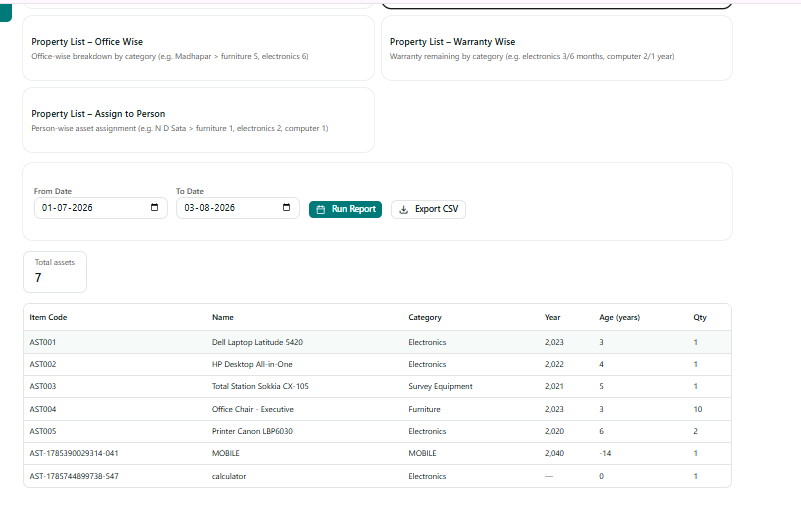 Property List – Office Wise
Office-wise breakdown by category (e.g. Madhapar > furniture 5, electronics 6)
Property List – Warranty Wise
Warranty remaining by category (e.g. electronics 3/6 months, computer 2/1 year)
Property List – Assign to Person
Person-wise asset assignment (e.g. N D Sata > furniture 1, electronics 2, computer 1)
From Date
To Date
01-07-2026
03-08-2026
Run Report
Export CSV
Total assets
7
Item Code Name Category Year Age (years) Qty
AST001 Dell Laptop Latitude 5420 Electronics 2,023 3 1
AST002 HP Desktop All-in-One Electronics 2,022 4 1
AST003 Total Station Sokkia CX-105 Survey Equipment 2,021 5 1
AST004 Office Chair - Executive Furniture 2,023 3 10
AST005 Printer Canon LBP6030 Electronics 2,020 6 2
AST-1785390029314-041 MOBILE MOBILE 2,040 -14 1
AST-1785744899738-547 calculator Electronics — 0 1